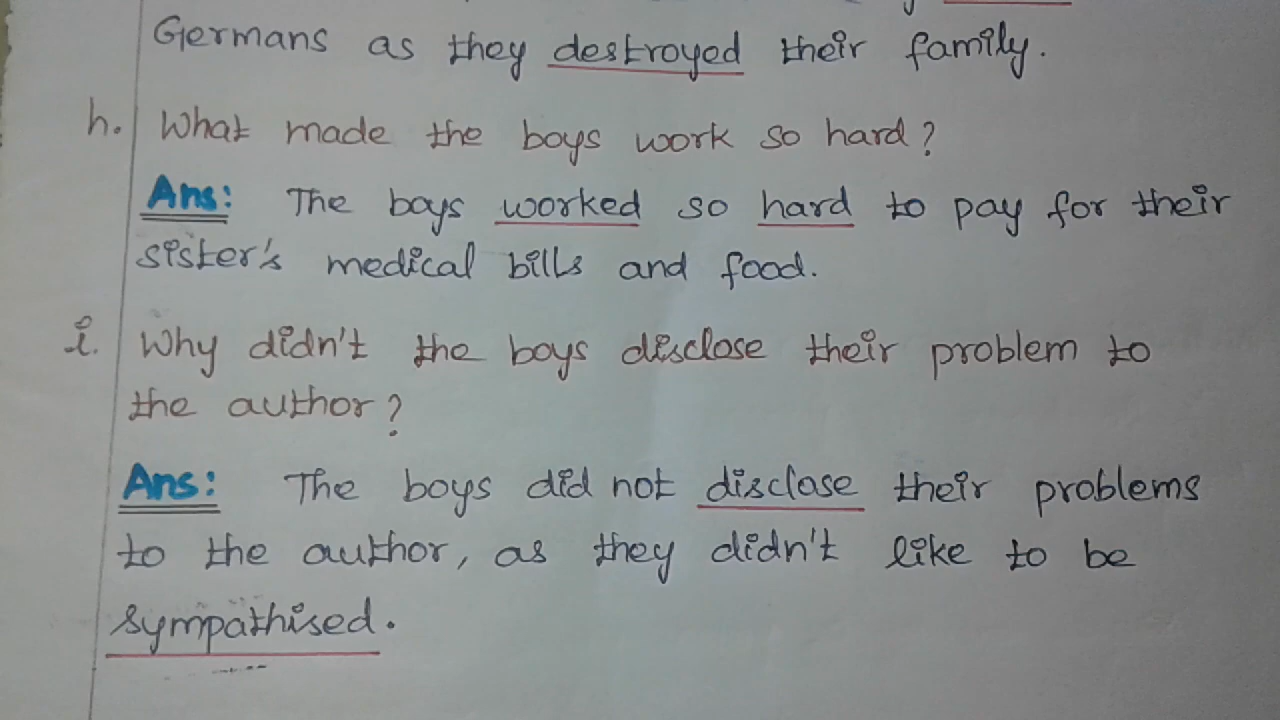 Germans as they destroyed their family.
h. What made the boys work so hard?
Ans: The boys worked so hard to pay for their
sister's medical bills and food.
i. Why didn't the boys disclose their problem to
the author?
Ans: The boys did not disclose their problems
to the author, as they didn't like to be
sympathised.